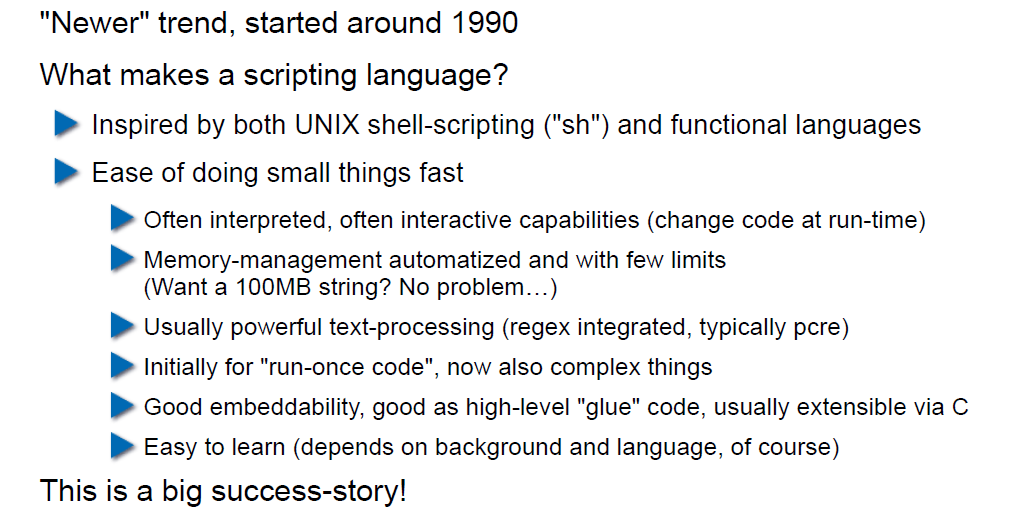 "Newer" trend, started around 1990
What makes a scripting language?
Inspired by both UNIX shell-scripting ("sh") and functional languages
Ease of doing small things fast
Often interpreted, often interactive capabilities (change code at run-time)
Memory-management automatized and with few limits
(Want a 100MB string? No problem…)
Usually powerful text-processing (regex integrated, typically pcre)
Initially for "run-once code", now also complex things
Good embeddability, good as high-level "glue" code, usually extensible via C
Easy to learn (depends on background and language, of course)
This is a big success-story!